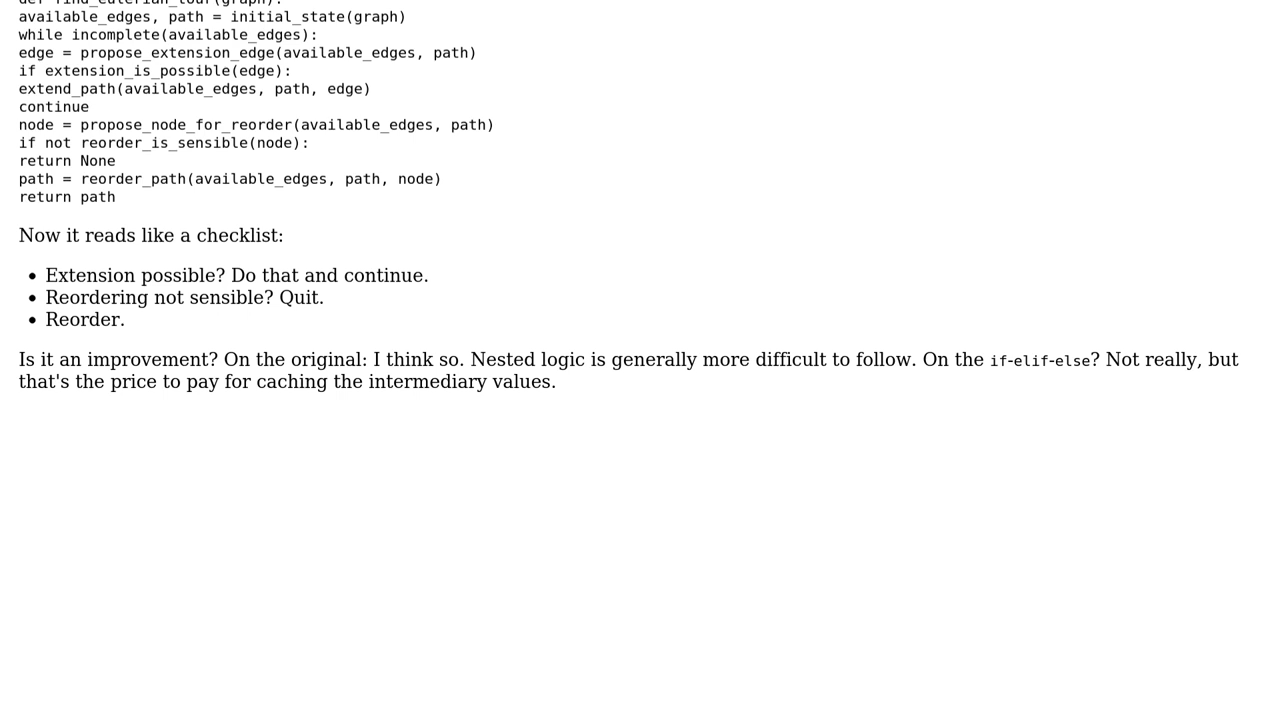 def find_eulerian_tour(graph):
available_edges, path = initial_state(graph)
while incomplete(available_edges):
edge = propose_extension_edge(available_edges, path)
if extension_is_possible(edge):
extend_path(available_edges, path, edge)
continue
node = propose_node_for_reorder(available_edges, path)
if not reorder_is_sensible(node):
return None
path = reorder_path(available_edges, path, node)
return path
Now it reads like a checklist:
• Extension possible? Do that and continue.
• Reordering not sensible? Quit.
• Reorder.
Is it an improvement? On the original: I think so. Nested logic is generally more difficult to follow. On the if-elif-else? Not really, but
that's the price to pay for caching the intermediary values.